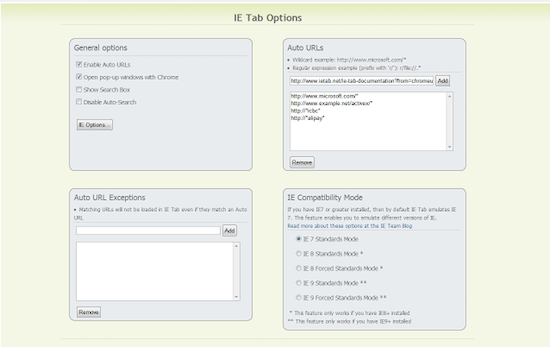 IE Tab Options
General options
Enable Auto URLs
Open pop-up windows with Chrome
Show Search Box
Disable Auto-Search
IE Options...
Auto URLs
• Wildcard example: http://www.microsoft.com/*
• Regular expression example (prefix with "r/"): r/file://.*
http://www.ietab.net/ie-tab-documentation?from=chromeu
Add
http://www.microsoft.com/*
http://www.example.net/activex/*
http://*icbc*
http://*alipay*
Remove
Auto URL Exceptions
• Matching URLs will not be loaded in IE Tab even if they match an Auto
URL
Add
Remove
IE Compatibility Mode
If you have IE7 or greater installed, then by default IE Tab emulates IE
7. This feature enables you to emulate different versions of IE.
Read more about these options at the IE Team Blog
IE 7 Standards Mode
IE 8 Standards Mode *
IE 8 Forced Standards Mode *
IE 9 Standards Mode **
IE 9 Forced Standards Mode **
* This feature only works if you have IE8+ installed
** This feature only works if you have IE9+ installed